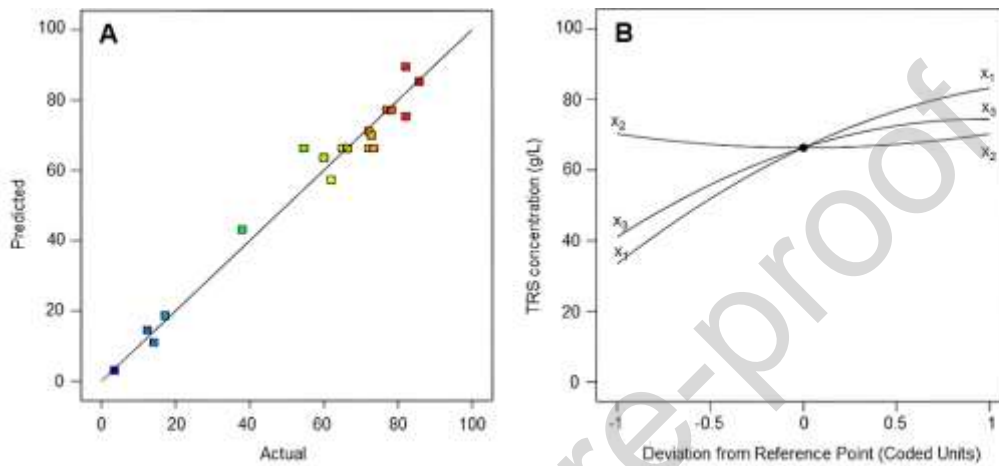 A
100
80
60
40
20
0
Predicted
0 20 40 60 80 100
Actual
B
100
80
60
40
20
0
TRS concentration (g/L)
x1
x3
x2
x2
x3
x1
-1 -0.5 0 0.5 1
Deviation from Reference Point (Coded Units)
re-proof